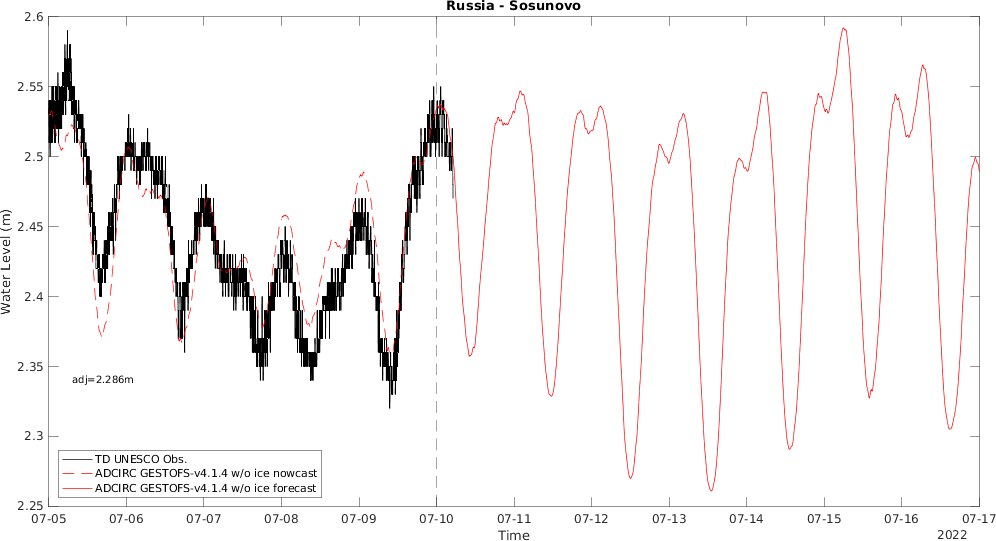 Russia - Sosunovo
2.6
2.55
2.5
2.45
2.4
2.35
2.3
2.25
Water Level (m)
adj=2.286m
TD UNESCO Obs.
ADCIRC GESTOFS-v4.1.4 w/o ice nowcast
ADCIRC GESTOFS-v4.1.4 w/o ice forecast
07-05 07-06 07-07 07-08 07-09 07-10 07-11 07-12 07-13 07-14 07-15 07-16 07-17
Time
2022